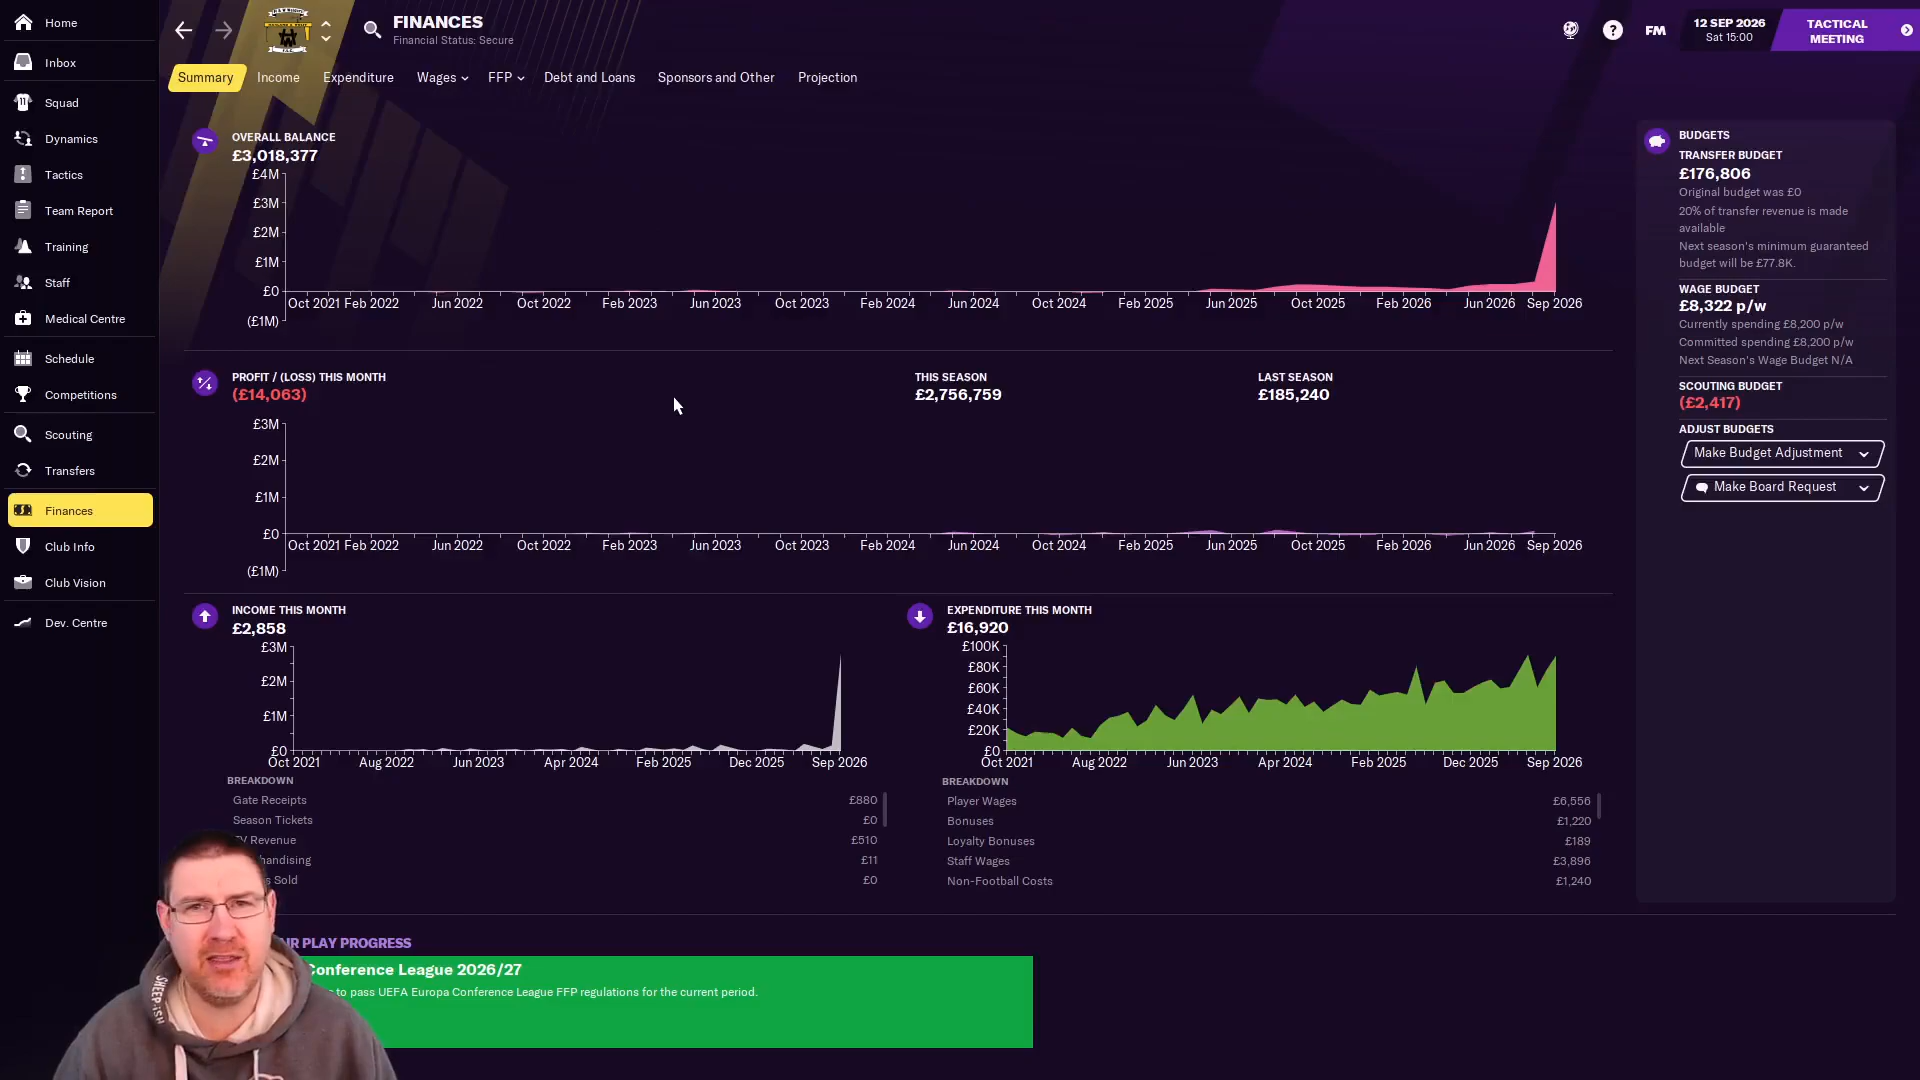 Home
Inbox
Squad
Dynamics
Tactics
Team Report
Training
Staff
Medical Centre
Schedule
Competitions
Scouting
Transfers
Finances
Club Info
Club Vision
Dev. Centre
FINANCES
Financial Status: Secure
? FM
12 SEP 2026
Sat 15:00
TACTICAL
MEETING
Summary Income Expenditure Wages FFP Debt and Loans Sponsors and Other Projection
OVERALL BALANCE
£3,018,377
£4M
£3M
£2M
£1M
£0
(£1M)
Oct 2021 Feb 2022 Jun 2022 Oct 2022 Feb 2023 Jun 2023 Oct 2023 Feb 2024 Jun 2024 Oct 2024 Feb 2025 Jun 2025 Oct 2025 Feb 2026 Jun 2026 Sep 2026
PROFIT / (LOSS) THIS MONTH
(£14,063)
THIS SEASON
£2,756,759
LAST SEASON
£185,240
£3M
£2M
£1M
£0
(£1M)
Oct 2021 Feb 2022 Jun 2022 Oct 2022 Feb 2023 Jun 2023 Oct 2023 Feb 2024 Jun 2024 Oct 2024 Feb 2025 Jun 2025 Oct 2025 Feb 2026 Jun 2026 Sep 2026
INCOME THIS MONTH
£2,858
£3M
£2M
£1M
£0
Oct 2021 Aug 2022 Jun 2023 Apr 2024 Feb 2025 Dec 2025 Sep 2026
BREAKDOWN
Gate Receipts £880
Season Tickets £0
V Revenue £510
handising £11
s Sold £0
EXPENDITURE THIS MONTH
£16,920
£100K
£80K
£60K
£40K
£20K
£0
Oct 2021 Aug 2022 Jun 2023 Apr 2024 Feb 2025 Dec 2025 Sep 2026
BREAKDOWN
Player Wages £6,556
Bonuses £1,220
Loyalty Bonuses £189
Staff Wages £3,896
Non-Football Costs £1,240
IR PLAY PROGRESS
Conference League 2026/27
to pass UEFA Europa Conference League FFP regulations for the current period.
BUDGETS
TRANSFER BUDGET
£176,806
Original budget was £0
20% of transfer revenue is made
available
Next season's minimum guaranteed
budget will be £77.8K.
WAGE BUDGET
£8,322 p/w
Currently spending £8,200 p/w
Committed spending £8,200 p/w
Next Season's Wage Budget N/A
SCOUTING BUDGET
(£2,417)
ADJUST BUDGETS
Make Budget Adjustment
Make Board Request
SHEEPISH